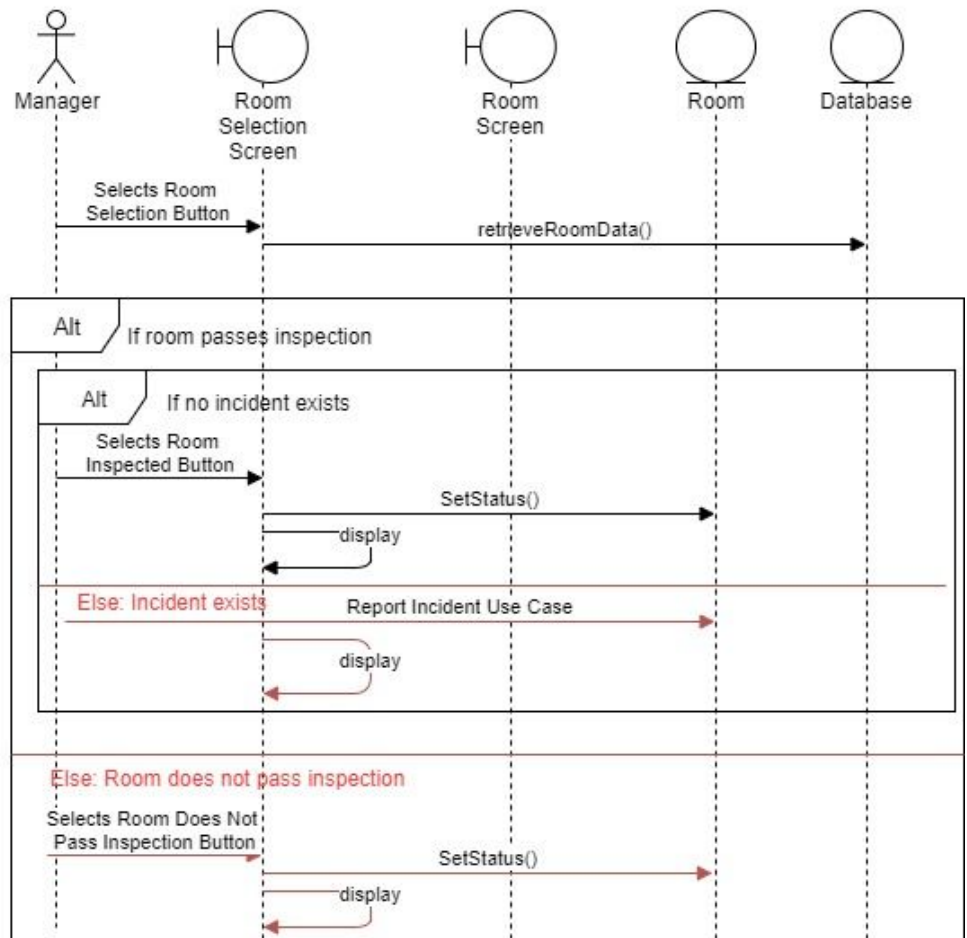 Manager
Room
Selection
Screen
Room
Screen
Room
Database
Selects Room
Selection Button
retrieveRoomData()
Alt
If room passes inspection
Alt
If no incident exists
Selects Room
Inspected Button
SetStatus()
display
Else: Incident exists
Report Incident Use Case
display
Else: Room does not pass inspection
Selects Room Does Not
Pass Inspection Button
SetStatus()
display